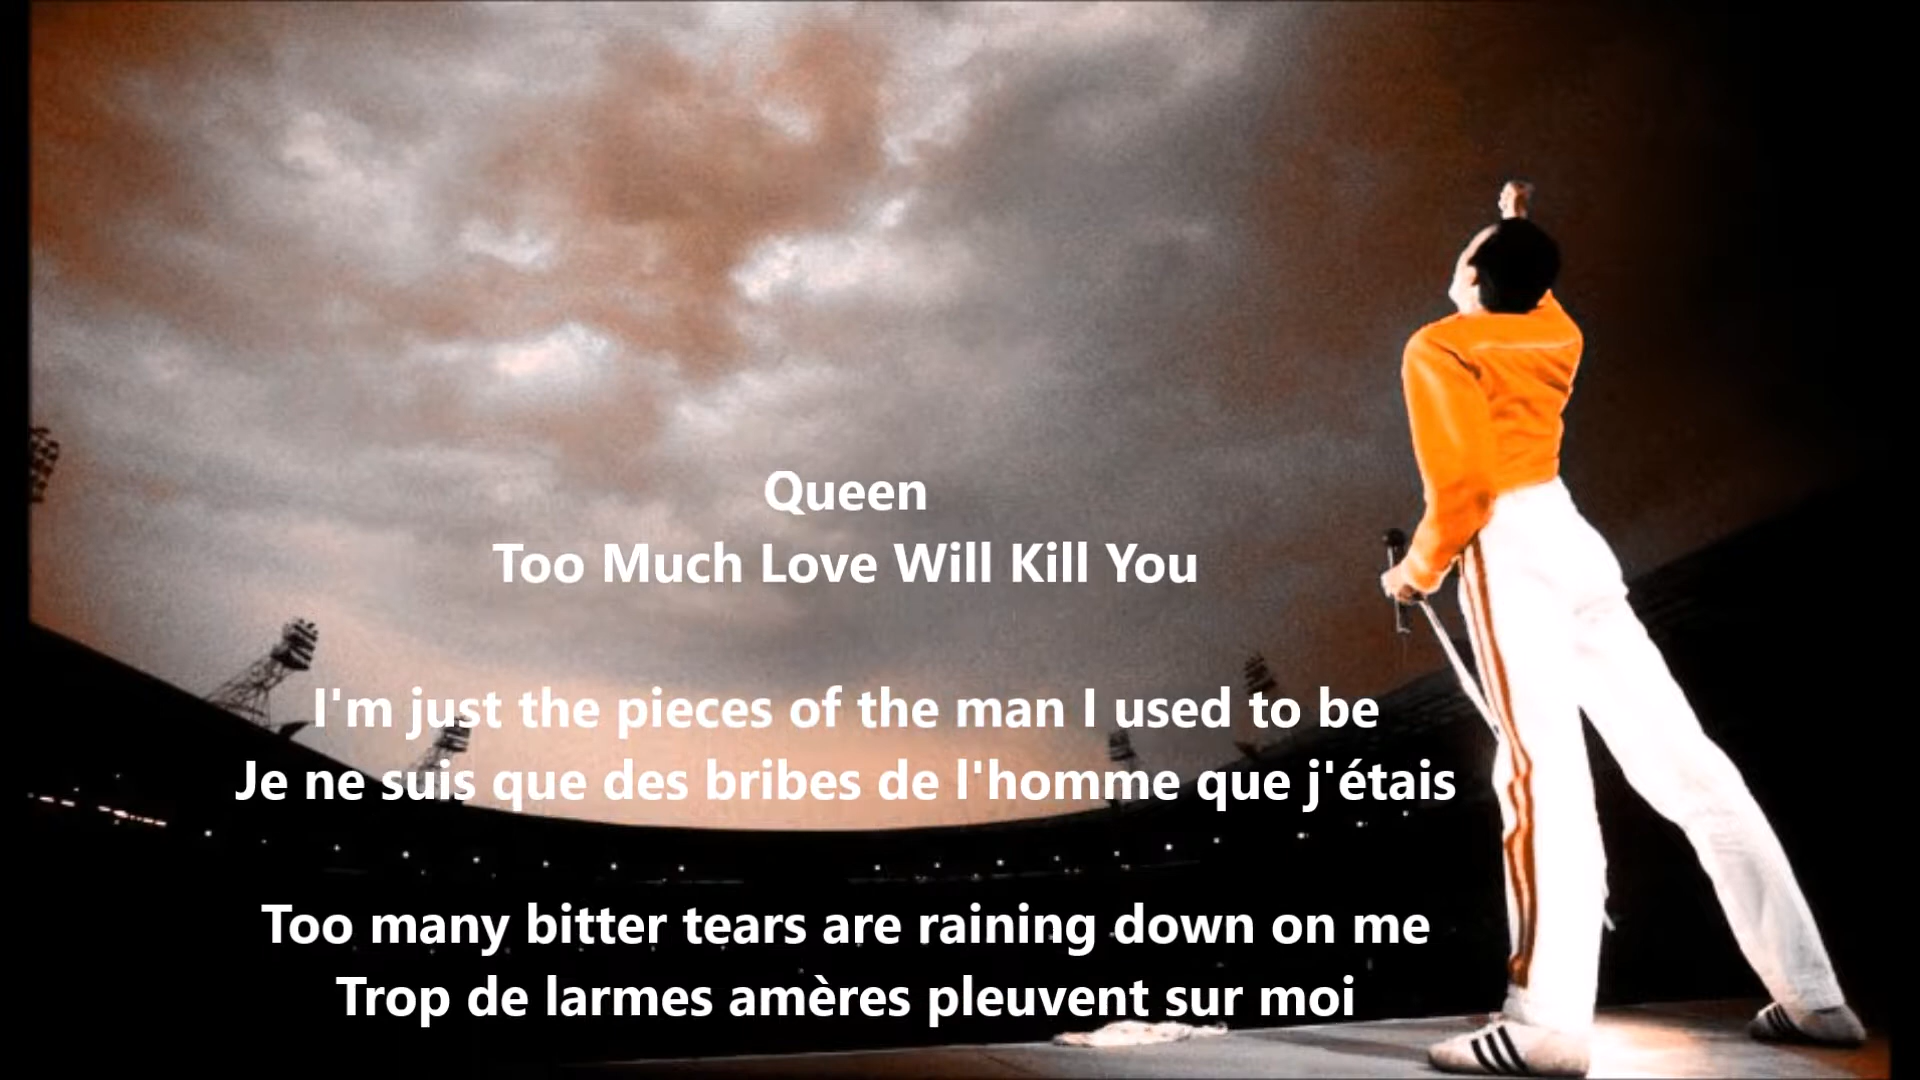 Queen
Too Much Love Will Kill You
I'm just the pieces of the man I used to be
Je ne suis que des bribes de l'homme que j'étais
Too many bitter tears are raining down on me
Trop de larmes amères pleuvent sur moi